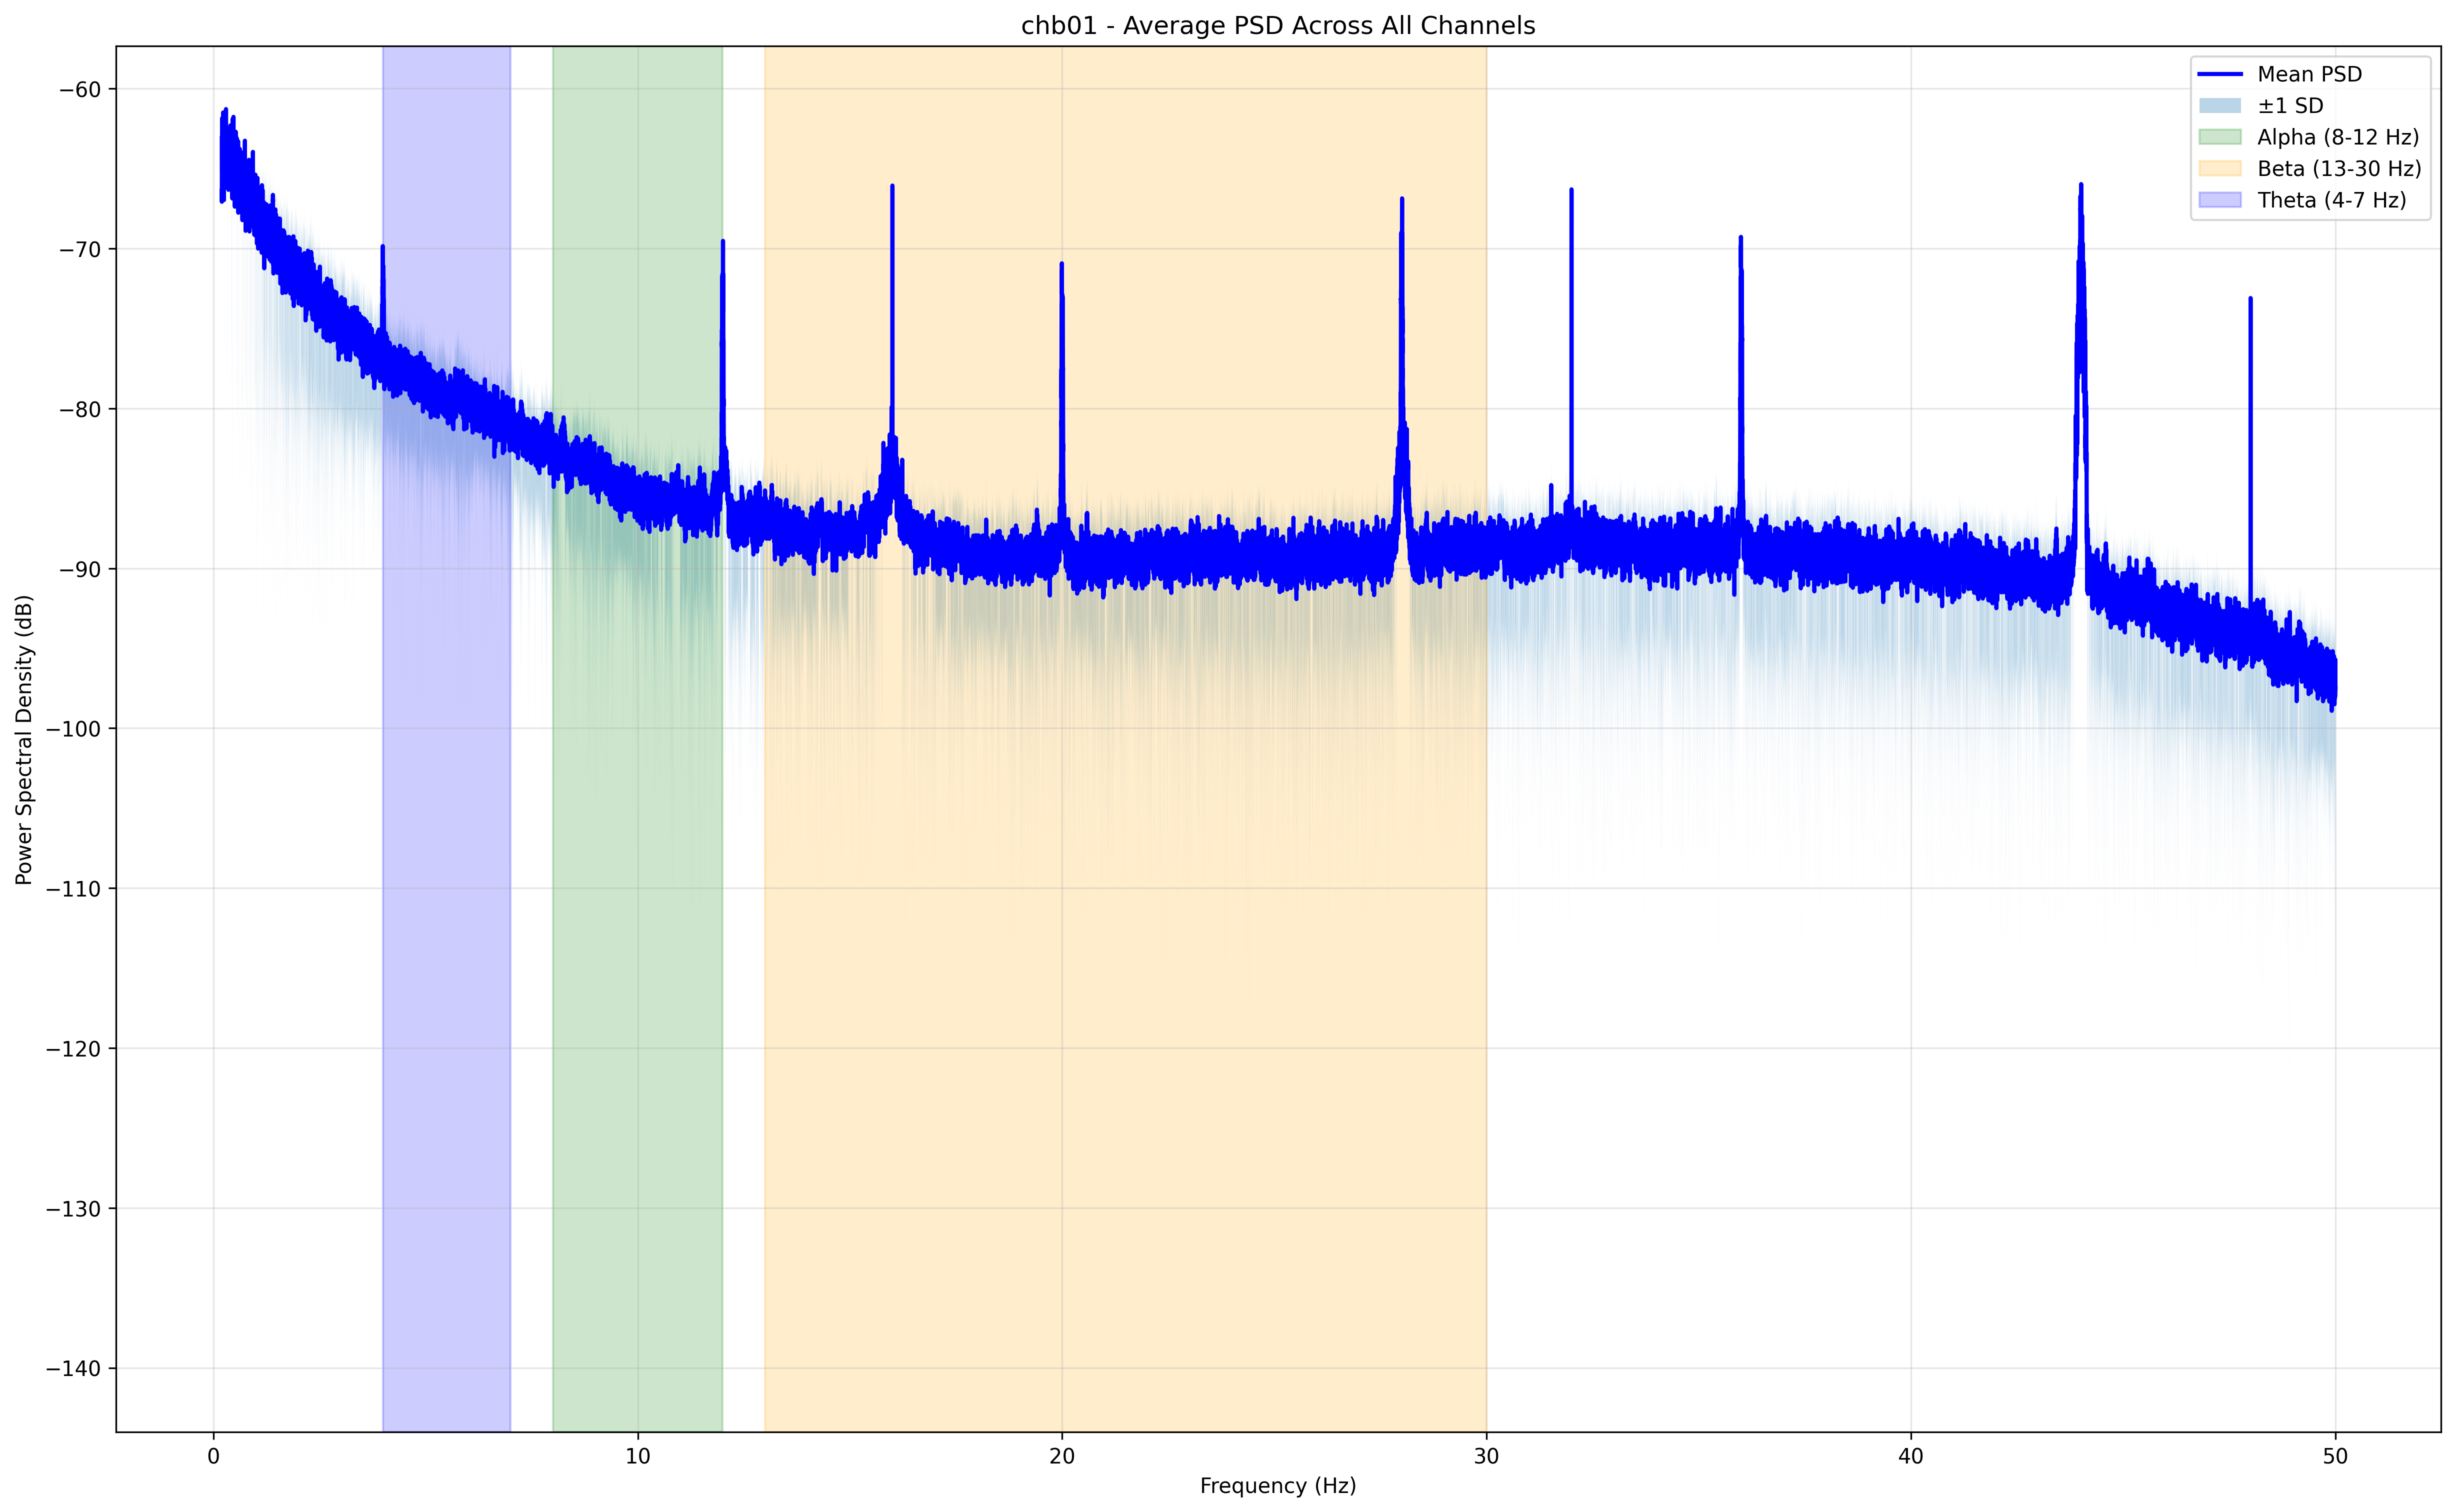 chb01 - Average PSD Across All Channels
Mean PSD
±1 SD
Alpha (8-12 Hz)
Beta (13-30 Hz)
Theta (4-7 Hz)
Power Spectral Density (dB)
−60
−70
−80
−90
−100
−110
−120
−130
−140
0 10 20 30 40 50
Frequency (Hz)